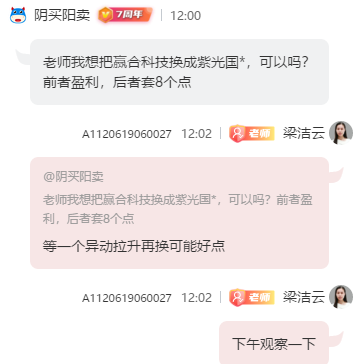 阴买阳卖 7周年 12:00
老师我想把赢合科技换成紫光国*，可以吗？
前者盈利，后者套8个点
A1120619060027 12:02 老师 梁洁云
@阴买阳卖
老师我想把赢合科技换成紫光国*，可以吗？前者盈
利，后者套8个点
等一个异动拉升再换可能好点
A1120619060027 12:02 老师 梁洁云
下午观察一下